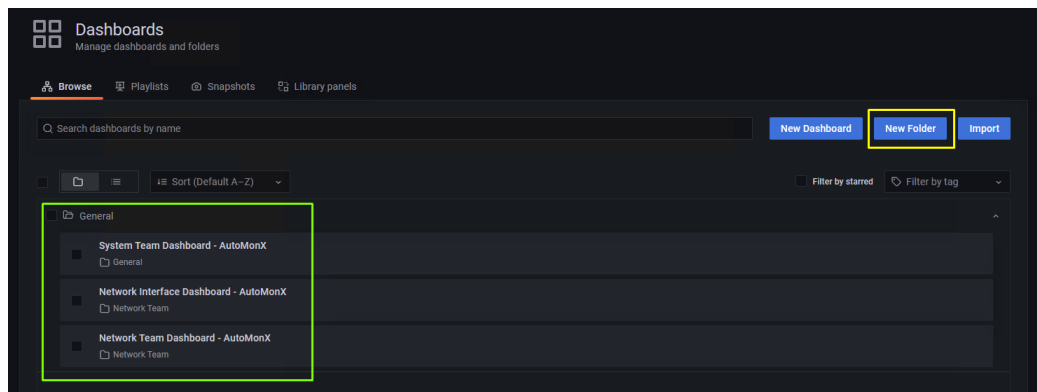 Dashboards
Manage dashboards and folders
Browse Playlists Snapshots Library panels
Search dashboards by name New Dashboard New Folder Import
Sort (Default A–Z) Filter by starred Filter by tag
General
System Team Dashboard - AutoMonX
General
Network Interface Dashboard - AutoMonX
Network Team
Network Team Dashboard - AutoMonX
Network Team